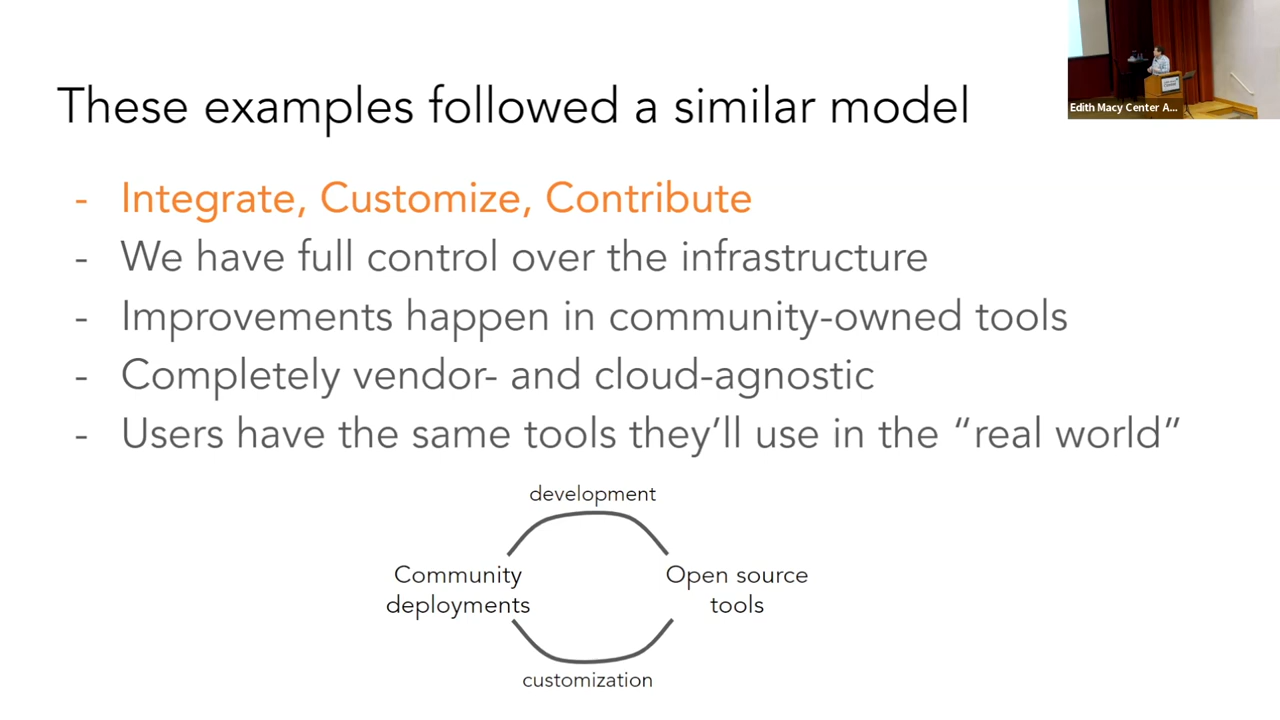 These examples followed a similar model
Edith Macy Center A...
- Integrate, Customize, Contribute
- We have full control over the infrastructure
- Improvements happen in community-owned tools
- Completely vendor- and cloud-agnostic
- Users have the same tools they’ll use in the “real world”
development
Community
deployments
Open source
tools
customization